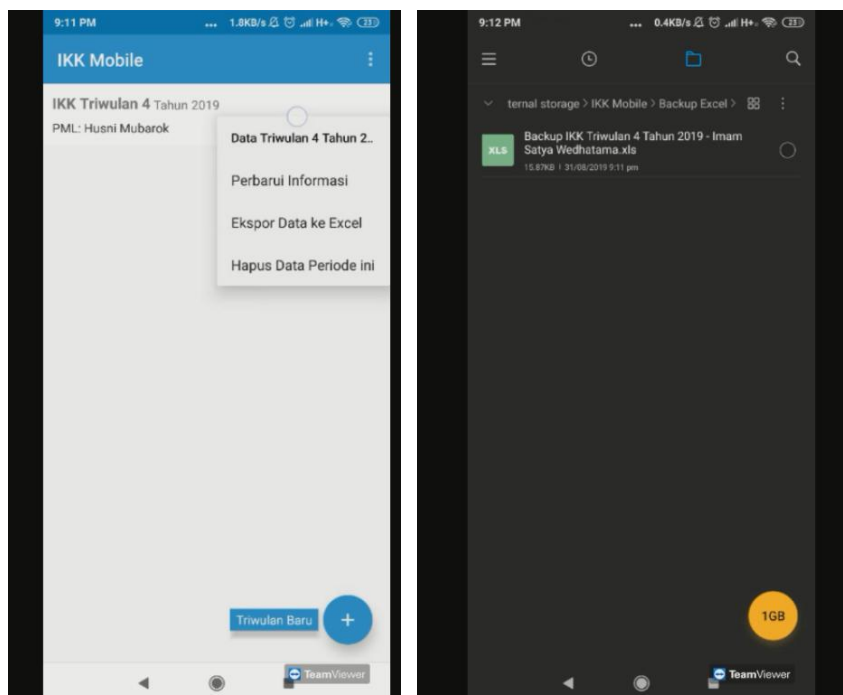 9:11 PM
... 1.8KB/s H+ 23
IKK Mobile
IKK Triwulan 4 Tahun 2019
PML: Husni Mubarok
Data Triwulan 4 Tahun 2..
Perbarui Informasi
Ekspor Data ke Excel
Hapus Data Periode ini
Triwulan Baru
+
TeamViewer
9:12 PM
... 0.4KB/s H+ 23
ternal storage > IKK Mobile > Backup Excel >
XLS
Backup IKK Triwulan 4 Tahun 2019 - Imam
Satya Wedhatama.xls
15.87KB | 31/08/2019 9:11 pm
1GB
TeamViewer